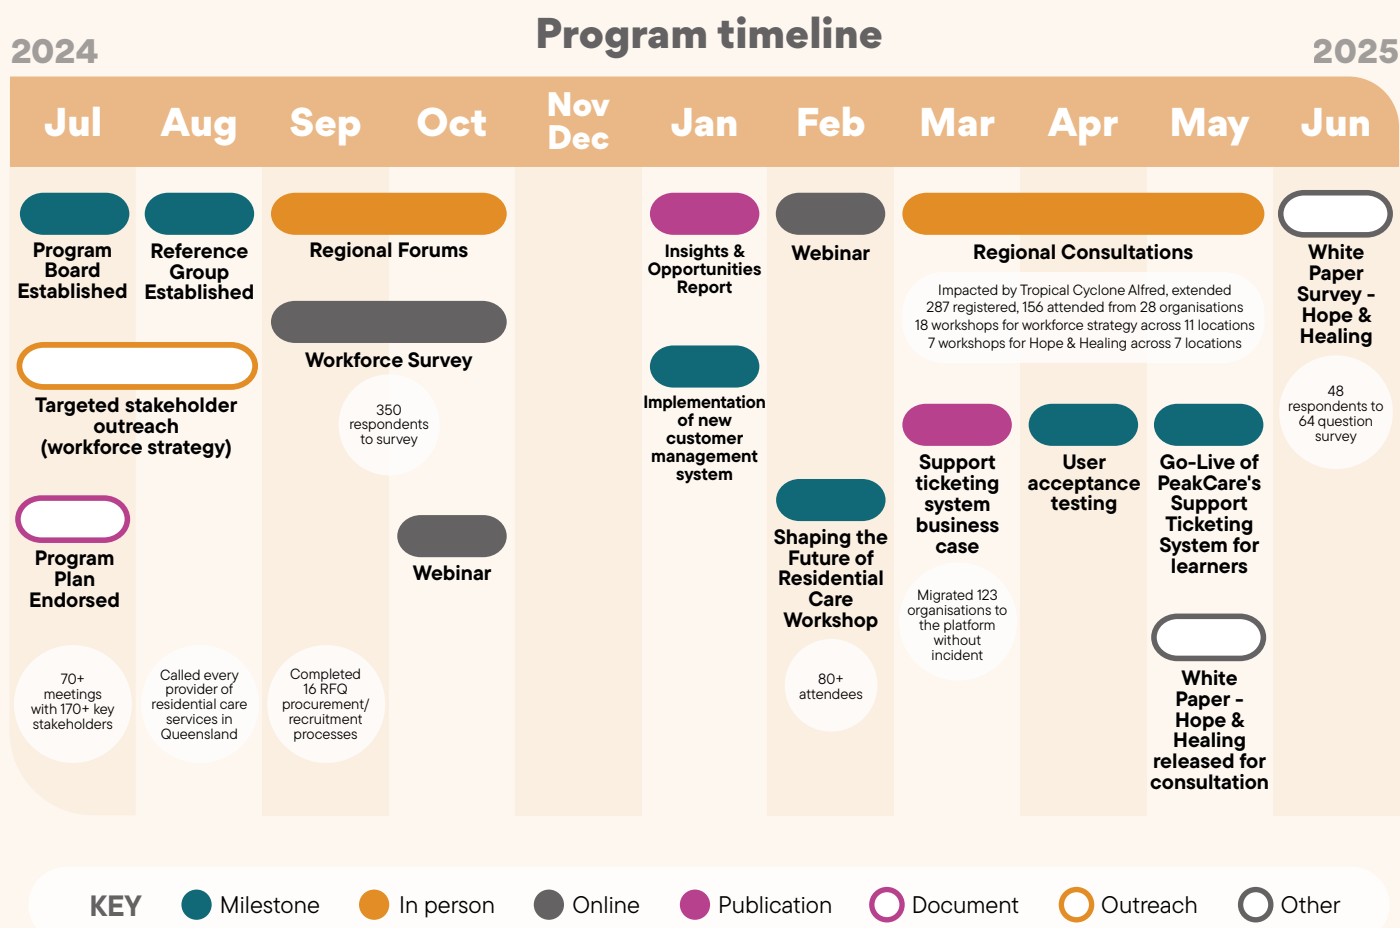 Program timeline
2024
2025
Jul
Aug
Sep
Oct
Nov
Dec
Jan
Feb
Mar
Apr
May
Jun
Program
Board
Established
Reference
Group
Established
Regional Forums
Insights &
Opportunities
Report
Webinar
Regional Consultations
Impacted by Tropical Cyclone Alfred, extended
287 registered, 156 attended from 28 organisations
18 workshops for workforce strategy across 11 locations
7 workshops for Hope & Healing across 7 locations
White
Paper
Survey -
Hope &
Healing
48
respondents to
64 question
survey
Targeted stakeholder
outreach
(workforce strategy)
Workforce Survey
350
respondents
to survey
Implementation
of new
customer
management
system
Support
ticketing
system
business
case
Migrated 123
organisations to
the platform
without
incident
User
acceptance
testing
Go-Live of
PeakCare's
Support
Ticketing
System for
learners
Program
Plan
Endorsed
Webinar
Shaping the
Future of
Residential
Care
Workshop
80+
attendees
White
Paper -
Hope &
Healing
released for
consultation
70+
meetings
with 170+ key
stakeholders
Called every
provider of
residential care
services in
Queensland
Completed
16 RFQ
procurement/
recruitment
processes
KEY
Milestone
In person
Online
Publication
Document
Outreach
Other